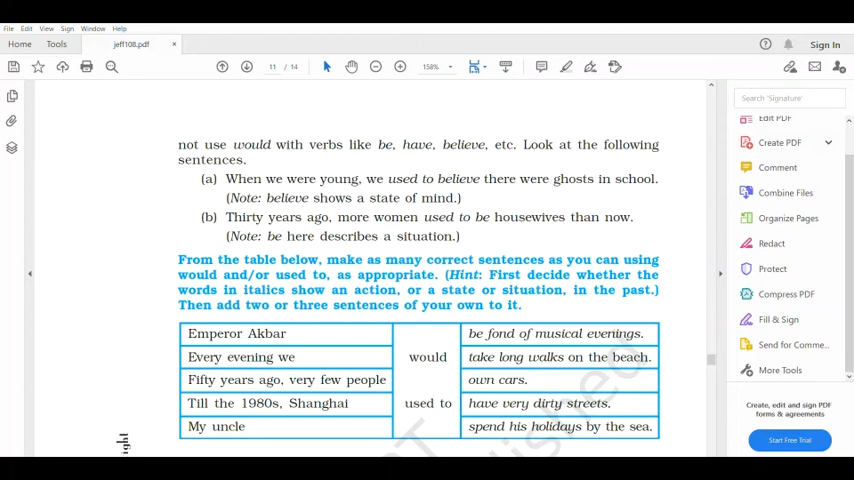 File Edit View Sign Window Help
Home Tools jeff108.pdf × Sign In
11 / 14 158%
Search 'Signature'
Edit PDF
Create PDF
Comment
Combine Files
Organize Pages
Redact
Protect
Compress PDF
Fill & Sign
Send for Comme...
More Tools
Create, edit and sign PDF
forms & agreements
Start Free Trial
not use would with verbs like be, have, believe, etc. Look at the following
sentences.
(a) When we were young, we used to believe there were ghosts in school.
(Note: believe shows a state of mind.)
(b) Thirty years ago, more women used to be housewives than now.
(Note: be here describes a situation.)
From the table below, make as many correct sentences as you can using
would and/or used to, as appropriate. (Hint: First decide whether the
words in italics show an action, or a state or situation, in the past.)
Then add two or three sentences of your own to it.
Emperor Akbar be fond of musical evenings.
Every evening we would take long walks on the beach.
Fifty years ago, very few people own cars.
Till the 1980s, Shanghai used to have very dirty streets.
My uncle spend his holidays by the sea.